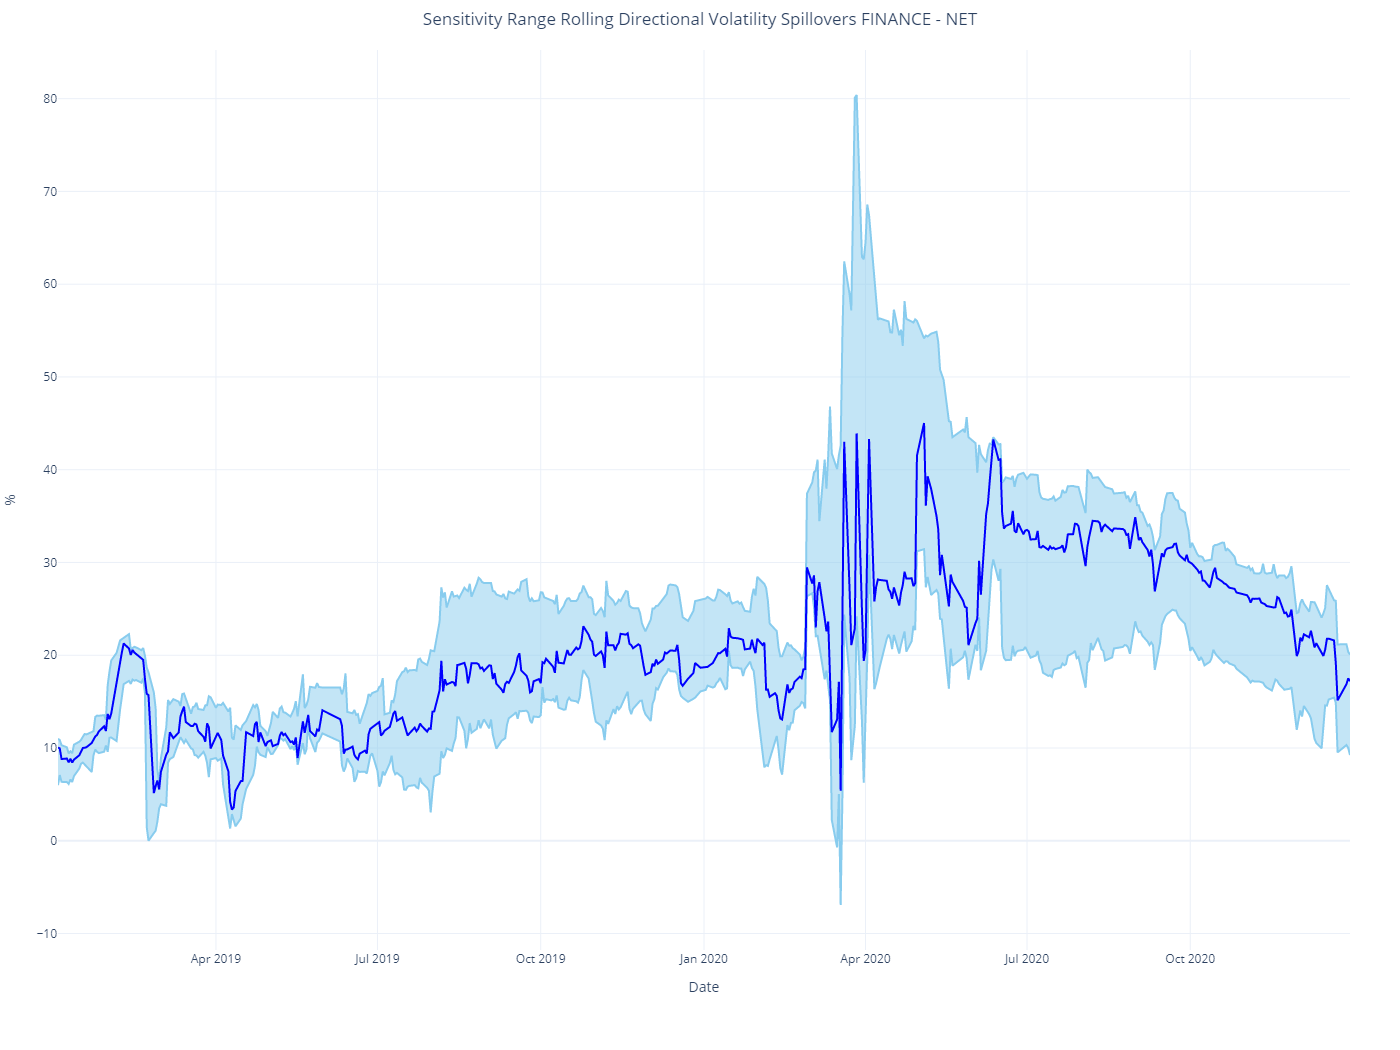 Sensitivity Range Rolling Directional Volatility Spillovers FINANCE - NET
80
70
60
50
40
30
20
10
0
−10
%
Apr 2019
Jul 2019
Oct 2019
Jan 2020
Apr 2020
Jul 2020
Oct 2020
Date